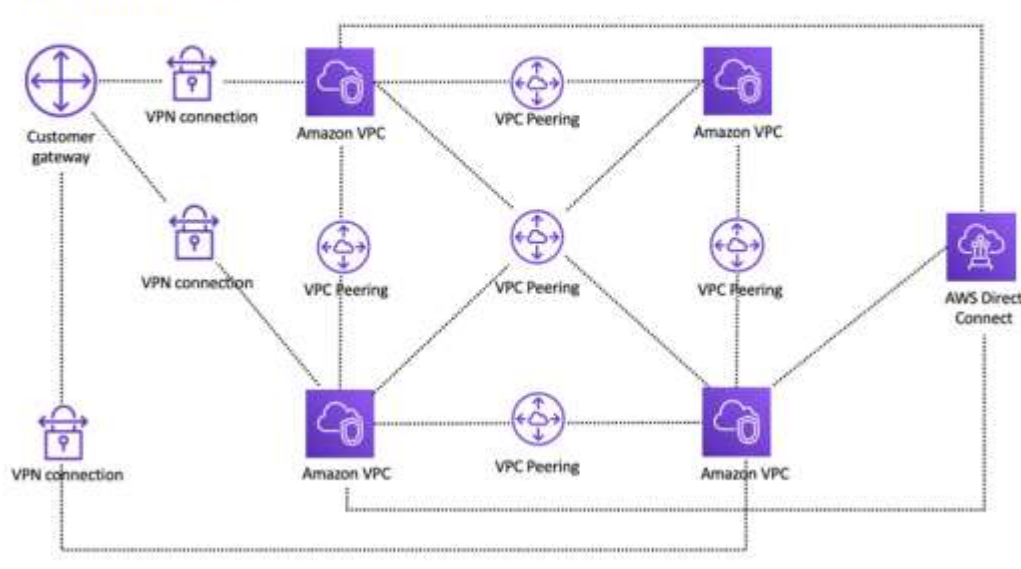 VPN connection
VPC Peering
Amazon VPC
Amazon VPC
Customer
gateway
VPN connection
VPC Peering
VPC Peering
VPC Peering
AWS Direct
Connect
VPN connection
Amazon VPC
VPC Peering
Amazon VPC